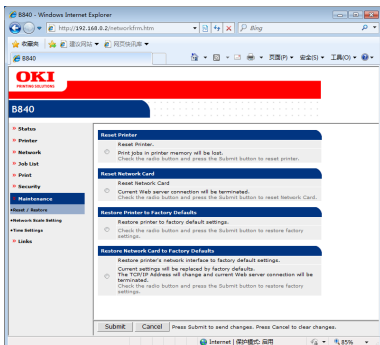 B840 - Windows Internet Explorer
http://192.168.0.2/networkfrm.htm
Bing
收藏夹
建议网站
网页快讯库
B840
页面(P)
安全(S)
工具(O)
OKI
PRINTING SOLUTIONS
B840
Status
Printer
Network
Job List
Print
Security
Maintenance
Reset / Restore
Network Scale Setting
Time Settings
Links
Reset Printer
Reset Printer.
Print jobs in printer memory will be lost.
Check the radio button and press the Submit button to reset printer.
Reset Network Card
Reset Network Card
Current Web server connection will be terminated.
Check the radio button and press the Submit button to reset Network Card.
Restore Printer to Factory Defaults
Restore printer to factory default settings.
Check the radio button and press the Submit button to restore factory
settings.
Restore Network Card to Factory Defaults
Restore printer's network interface to factory default settings.
Current settings will be replaced by factory defaults.
The TCP/IP Address will change and current Web server connection will be
terminated.
Check the radio button and press the Submit button to restore factory
settings.
Submit
Cancel
Press Submit to send changes. Press Cancel to clear changes.
Internet | 保护模式: 启用
85%